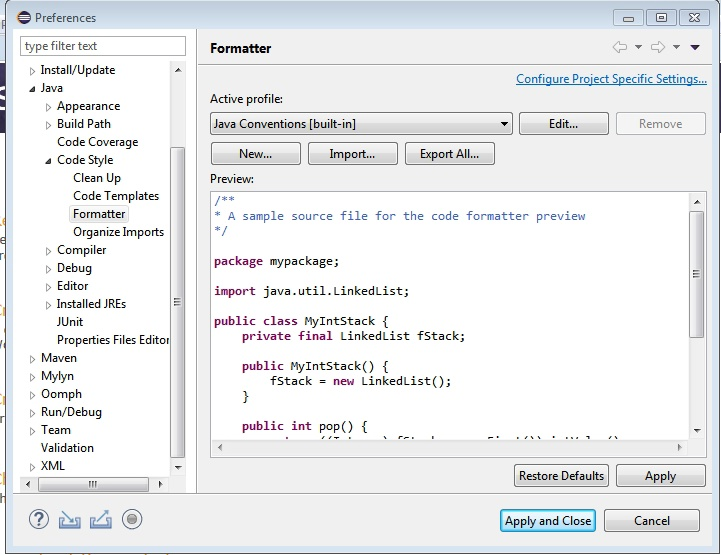 Preferences
type filter text
Install/Update
Java
Appearance
Build Path
Code Coverage
Code Style
Clean Up
Code Templates
Formatter
Organize Imports
Compiler
Debug
Editor
Installed JREs
JUnit
Properties Files Editor
Maven
Mylyn
Oomph
Run/Debug
Team
Validation
XML
Formatter
Configure Project Specific Settings...
Active profile:
Java Conventions [built-in]
Edit...
Remove
New...
Import...
Export All...
Preview:
/**
* A sample source file for the code formatter preview
*/
package mypackage;
import java.util.LinkedList;
public class MyIntStack {
private final LinkedList fStack;
public MyIntStack() {
fStack = new LinkedList();
}
public int pop() {
Restore Defaults
Apply
Apply and Close
Cancel